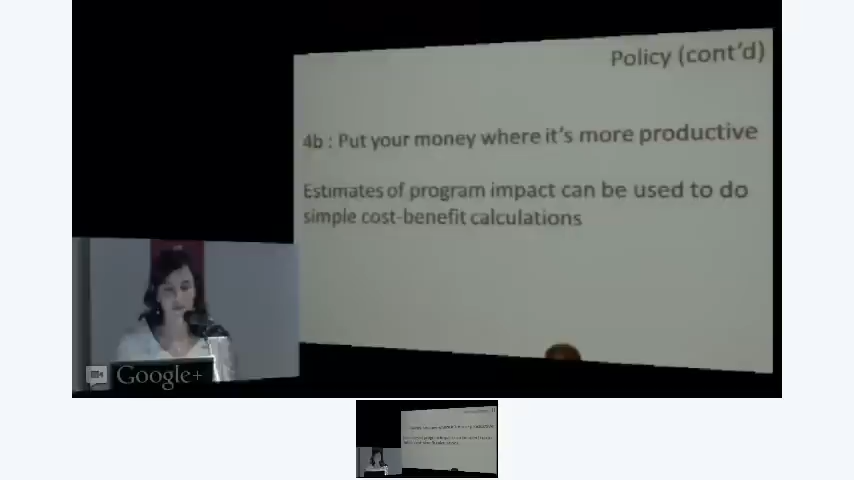 Policy (cont'd)
4b : Put your money where it's more productive
Estimates of program impact can be used to do
simple cost-benefit calculations
Google+